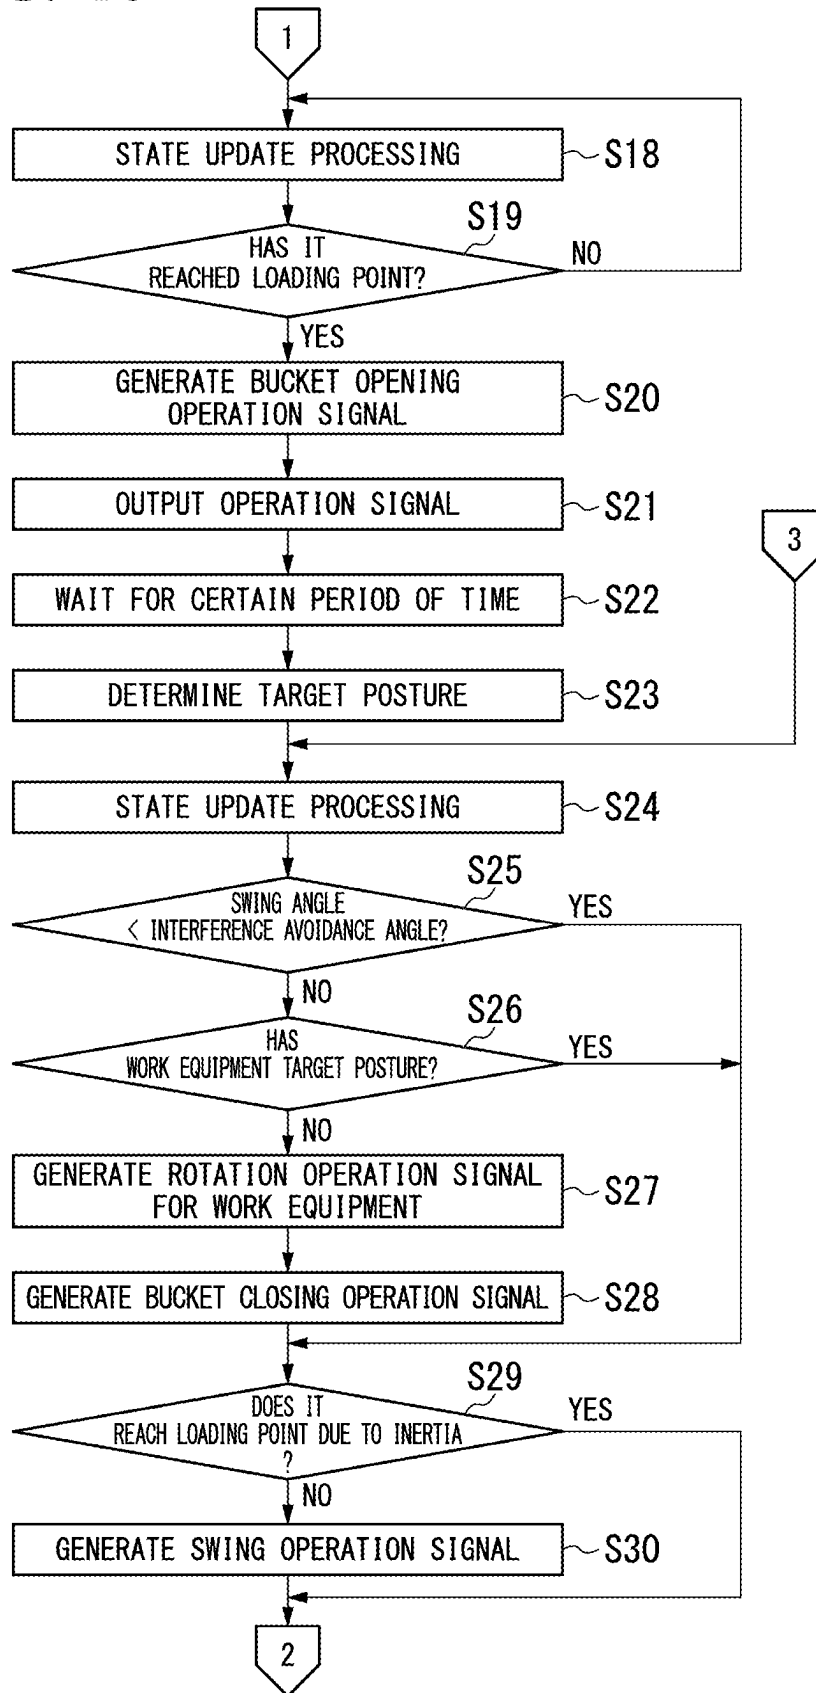 1
STATE UPDATE PROCESSING
S18
S19
HAS IT
REACHED LOADING POINT?
NO
YES
GENERATE BUCKET OPENING
OPERATION SIGNAL
S20
OUTPUT OPERATION SIGNAL
S21
3
WAIT FOR CERTAIN PERIOD OF TIME
S22
DETERMINE TARGET POSTURE
S23
STATE UPDATE PROCESSING
S24
S25
SWING ANGLE
< INTERFERENCE AVOIDANCE ANGLE?
YES
NO
S26
HAS
WORK EQUIPMENT TARGET POSTURE?
YES
NO
GENERATE ROTATION OPERATION SIGNAL
FOR WORK EQUIPMENT
S27
GENERATE BUCKET CLOSING OPERATION SIGNAL
S28
S29
DOES IT
REACH LOADING POINT DUE TO INERTIA
?
YES
NO
GENERATE SWING OPERATION SIGNAL
S30
2